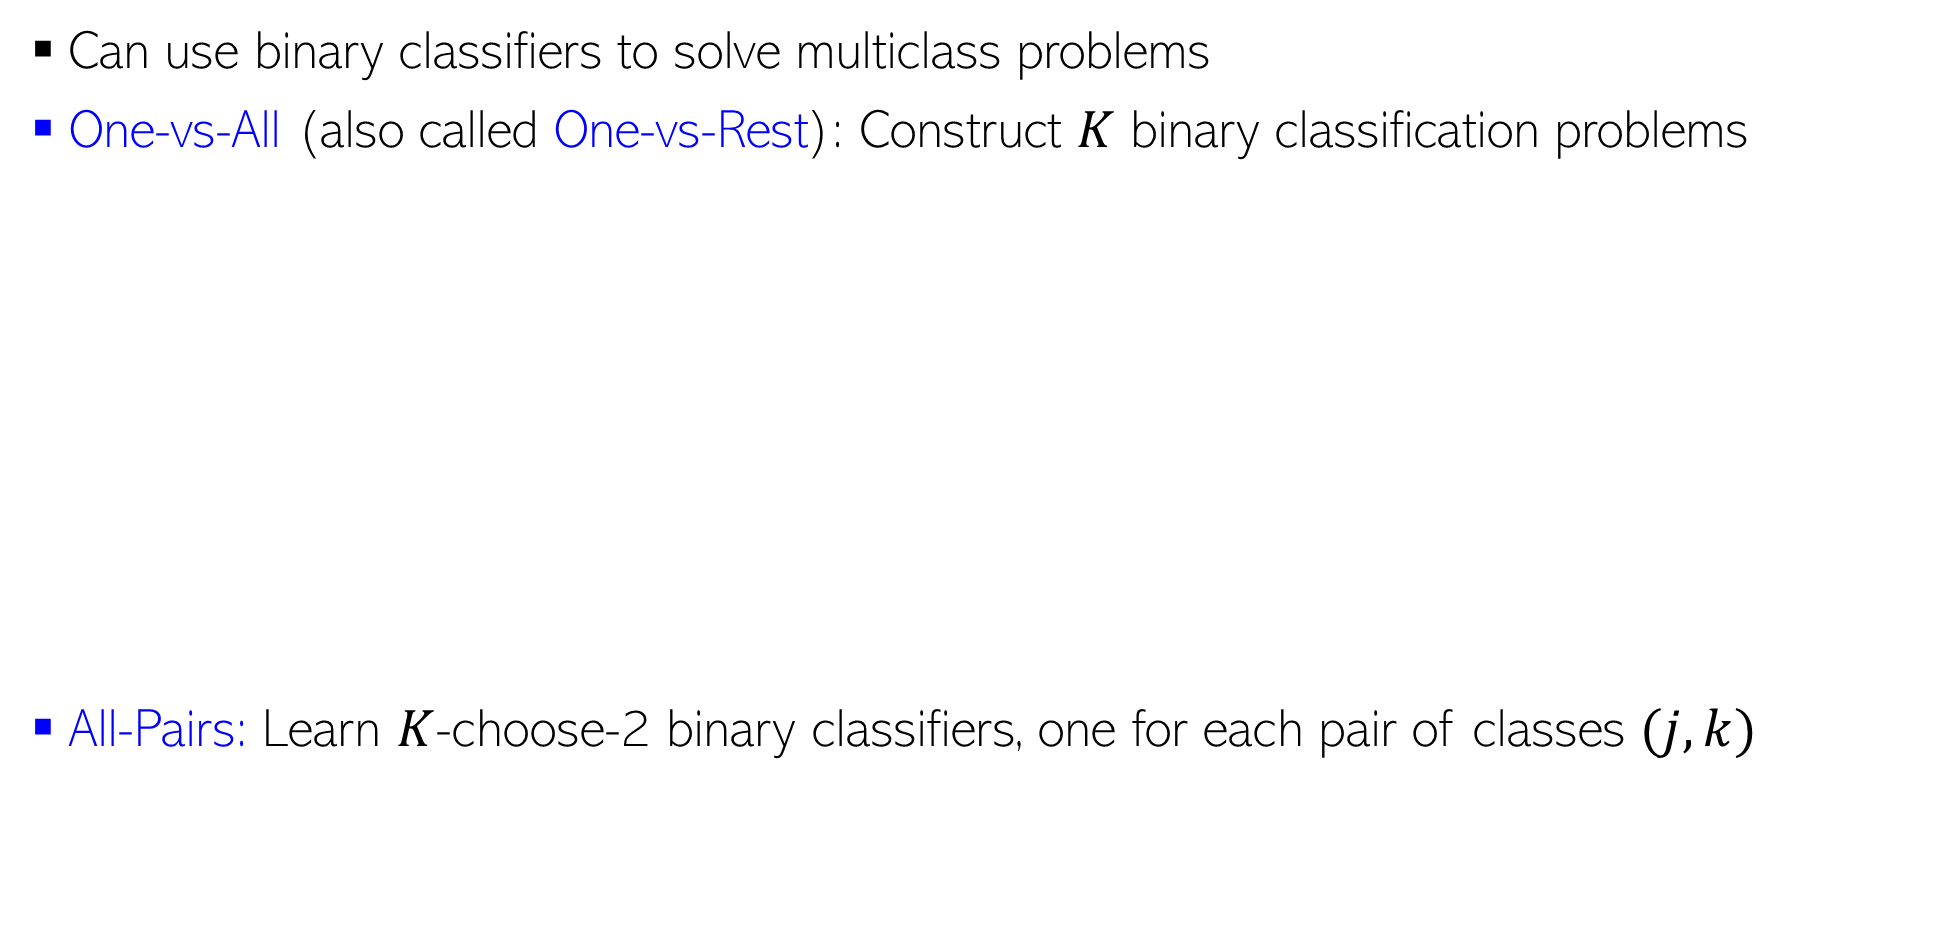 ▪ Can use binary classifiers to solve multiclass problems
▪ One-vs-All (also called One-vs-Rest): Construct K binary classification problems
▪ All-Pairs: Learn K-choose-2 binary classifiers, one for each pair of classes (j, k)